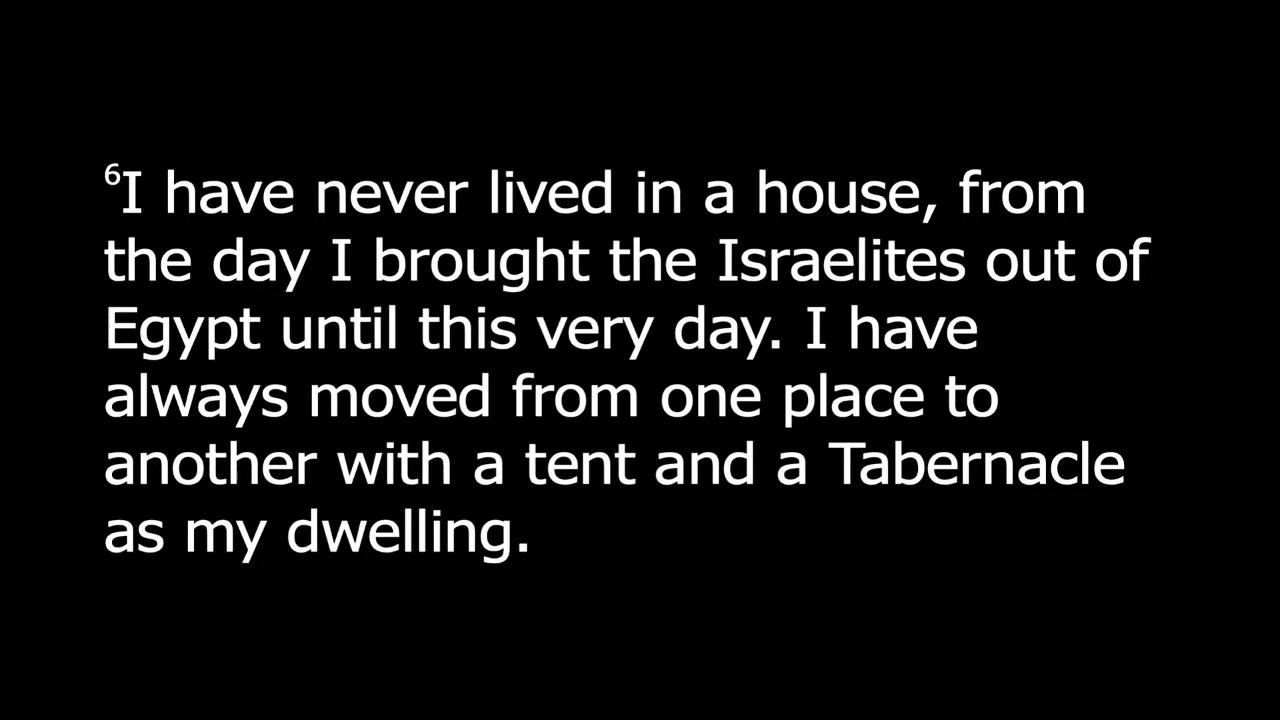 ⁶I have never lived in a house, from
the day I brought the Israelites out of
Egypt until this very day. I have
always moved from one place to
another with a tent and a Tabernacle
as my dwelling.